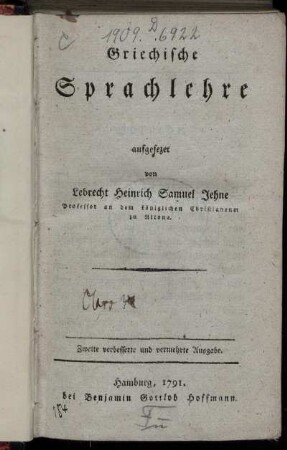 1909. D. 6922
Griechische
Sprachlehre
aufgesezet
von
Lebrecht Heinrich Samuel Jehne
Professor an dem königlichen Christianeum
zu Altona.
Zweite verbesserte und vermehrte Ausgabe.
Hamburg, 1791.
bei Benjamin Gottlob Hoffmann.